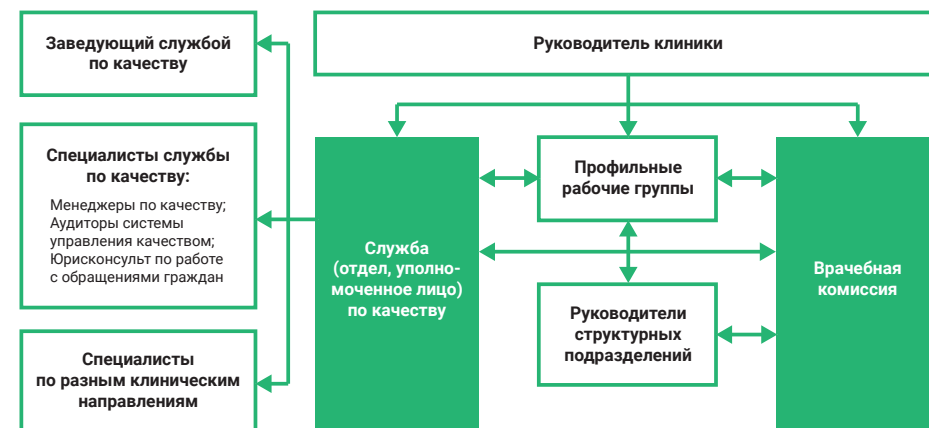 Заведующий службой
по качеству
Руководитель клиники
Специалисты службы
по качеству:
Менеджеры по качеству;
Аудиторы системы
управления качеством;
Юрисконсульт по работе
с обращениями граждан
Специалисты
по разным клиническим
направлениям
Служба
(отдел, уполно-
моченное лицо)
по качеству
Профильные
рабочие группы
Руководители
структурных
подразделений
Врачебная
комиссия